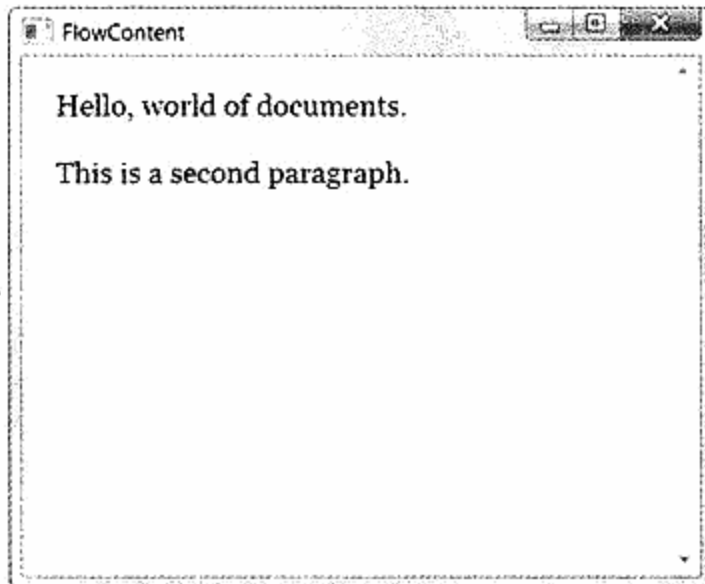 FlowContent
Hello, world of documents.
This is a second paragraph.